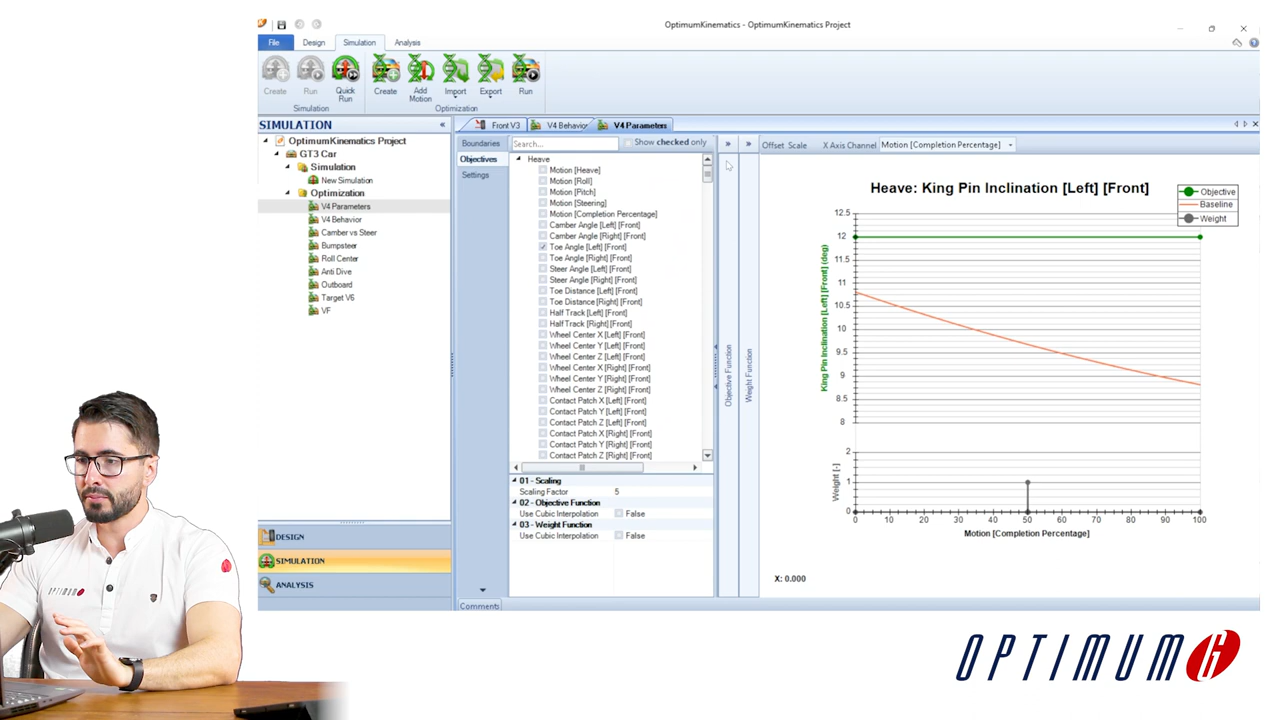 OptimumKinematics - OptimumKinematics Project
File
Design
Simulation
Analysis
Create
Run
Quick Run
Create
Add Motion
Import
Export
Run
Simulation
Optimization
SIMULATION
OptimumKinematics Project
GT3 Car
Simulation
New Simulation
Optimization
V4 Parameters
V4 Behavior
Camber vs Steer
Bumpsteer
Roll Center
Anti Dive
Outboard
Target V6
VF
DESIGN
SIMULATION
ANALYSIS
Front V3
V4 Behavior
V4 Parameters
Boundaries
Objectives
Settings
Comments
Search...
Show checked only
Heave
Motion [Heave]
Motion [Roll]
Motion [Pitch]
Motion [Steering]
Motion [Completion Percentage]
Camber Angle [Left] [Front]
Camber Angle [Right] [Front]
Toe Angle [Left] [Front]
Toe Angle [Right] [Front]
Steer Angle [Left] [Front]
Steer Angle [Right] [Front]
Toe Distance [Left] [Front]
Toe Distance [Right] [Front]
Half Track [Left] [Front]
Half Track [Right] [Front]
Wheel Center X [Left] [Front]
Wheel Center Y [Left] [Front]
Wheel Center Z [Left] [Front]
Wheel Center X [Right] [Front]
Wheel Center Y [Right] [Front]
Wheel Center Z [Right] [Front]
Contact Patch X [Left] [Front]
Contact Patch Y [Left] [Front]
Contact Patch Z [Left] [Front]
Contact Patch X [Right] [Front]
Contact Patch Y [Right] [Front]
Contact Patch Z [Right] [Front]
01 - Scaling
Scaling Factor 5
02 - Objective Function
Use Cubic Interpolation False
03 - Weight Function
Use Cubic Interpolation False
Objective Function
Weight Function
Offset Scale X Axis Channel Motion [Completion Percentage]
Heave: King Pin Inclination [Left] [Front]
Objective
Baseline
Weight
King Pin Inclination [Left] [Front] (deg)
12.5
12
11.5
11
10.5
10
9.5
9
8.5
8
Weight [-]
2
1
0
0 10 20 30 40 50 60 70 80 90 100
Motion [Completion Percentage]
X: 0.000
OPTIMUM G
OPTIMUM